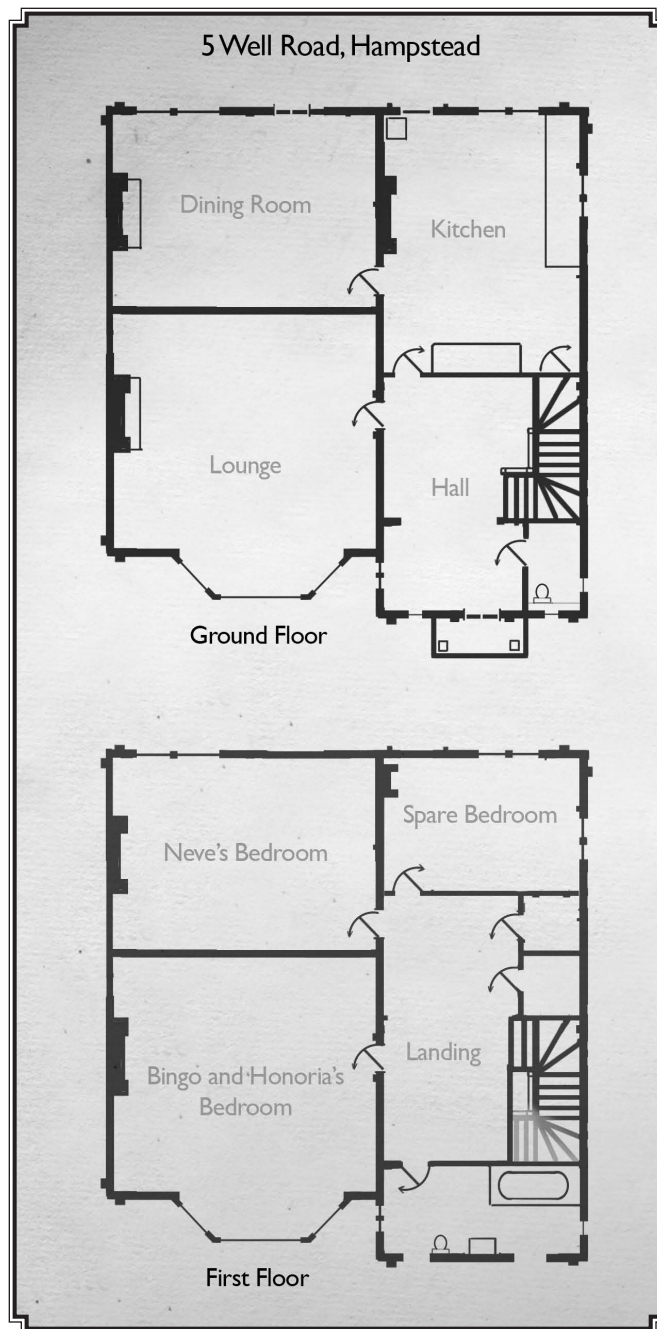 5 Well Road, Hampstead
Dining Room
Kitchen
Lounge
Hall
Ground Floor
Neve's Bedroom
Spare Bedroom
Bingo and Honoria's
Bedroom
Landing
First Floor